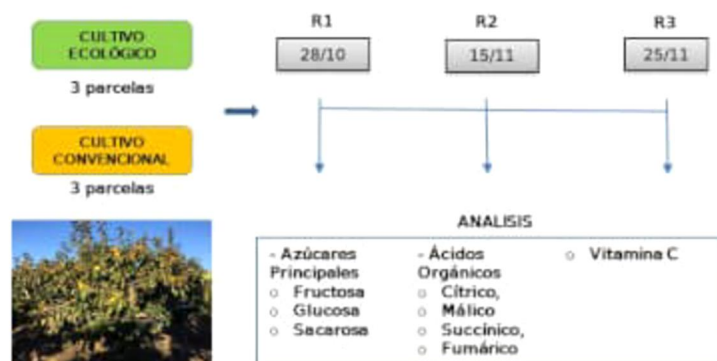 CULTIVO
ECOLÓGICO
3 parcelas
CULTIVO
CONVENCIONAL
3 parcelas
R1
R2
R3
28/10
15/11
25/11
ANALISIS
- Azúcares
Principales
o Fructosa
o Glucosa
o Sacarosa
- Ácidos
Orgánicos
o Cítrico,
o Málico
o Succínico,
o Fumárico
o Vitamina C